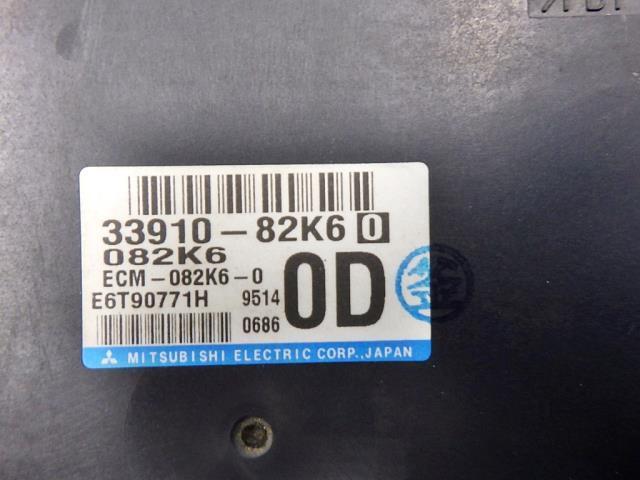 33910-82K6 0
082K6
ECM-082K6-0
E6T90771H 9514
0686
0D
MITSUBISHI ELECTRIC CORP., JAPAN